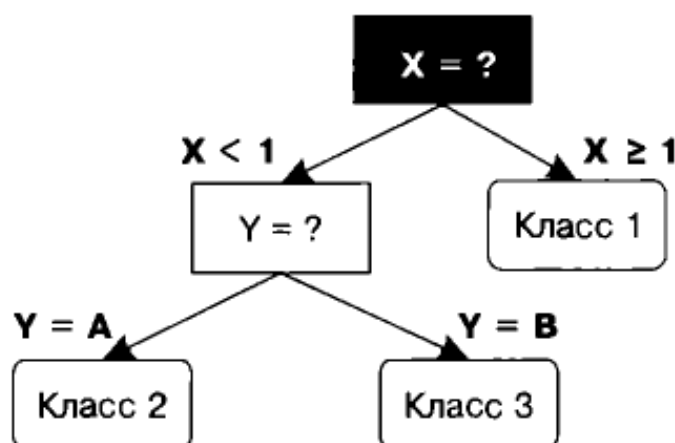 X = ?
X < 1
X ≥ 1
Y = ?
Класс 1
Y = A
Y = B
Класс 2
Класс 3